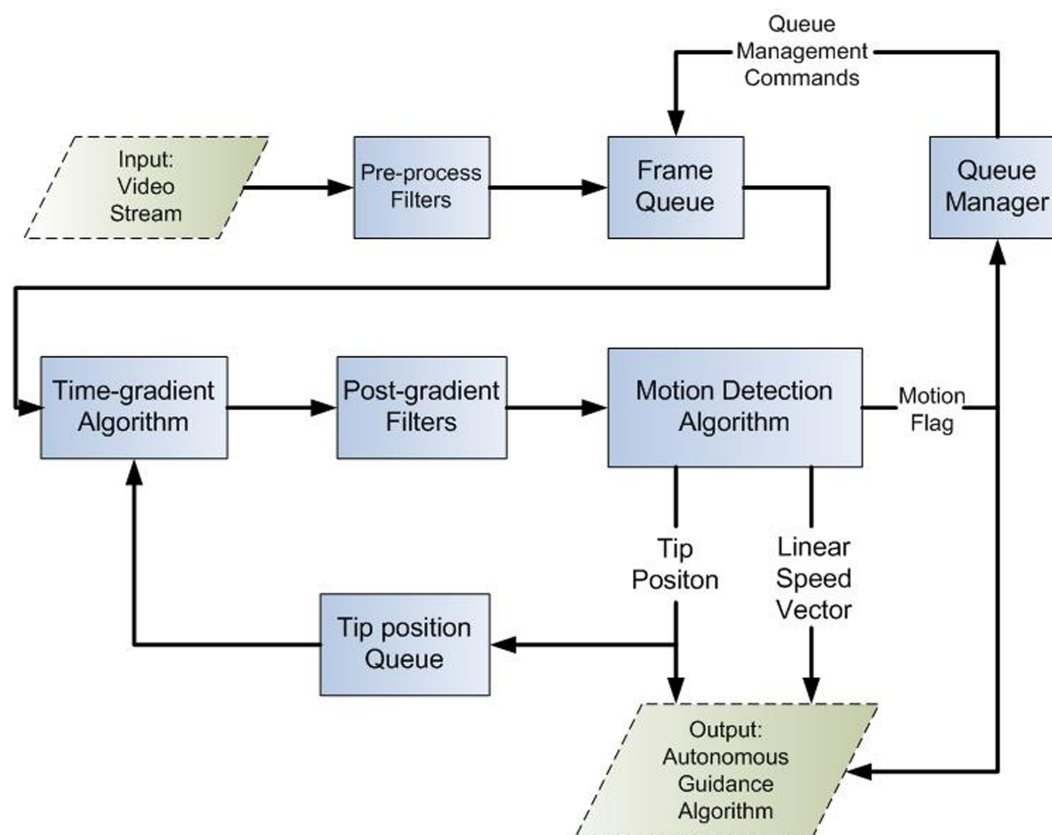 Queue
Management
Commands
Input:
Video
Stream
Pre-process
Filters
Frame
Queue
Queue
Manager
Time-gradient
Algorithm
Post-gradient
Filters
Motion Detection
Algorithm
Motion
Flag
Tip
Positon
Linear
Speed
Vector
Tip position
Queue
Output:
Autonomous
Guidance
Algorithm